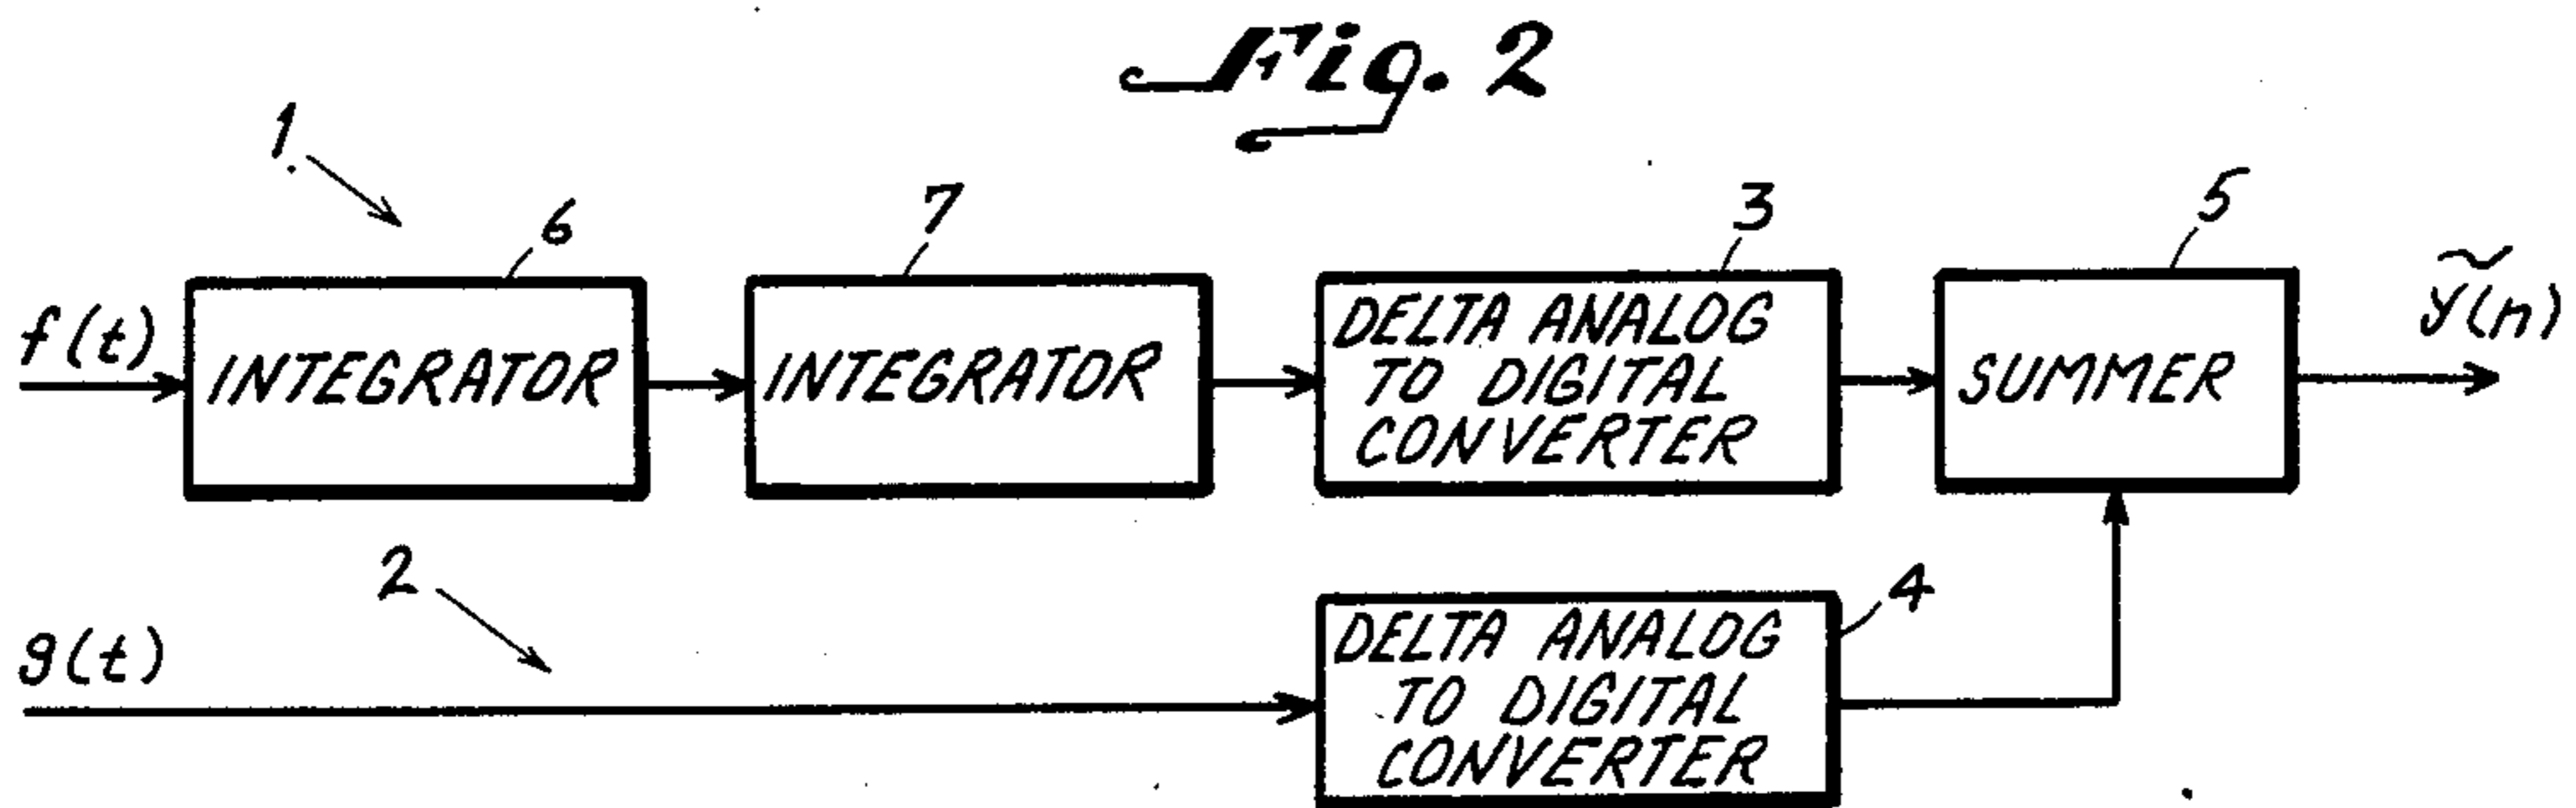 Fig. 2
1.
6
7
3
5
f(t)
INTEGRATOR
INTEGRATOR
DELTA ANALOG
TO DIGITAL
CONVERTER
SUMMER
ỹ(n)
2
4
g(t)
DELTA ANALOG
TO DIGITAL
CONVERTER